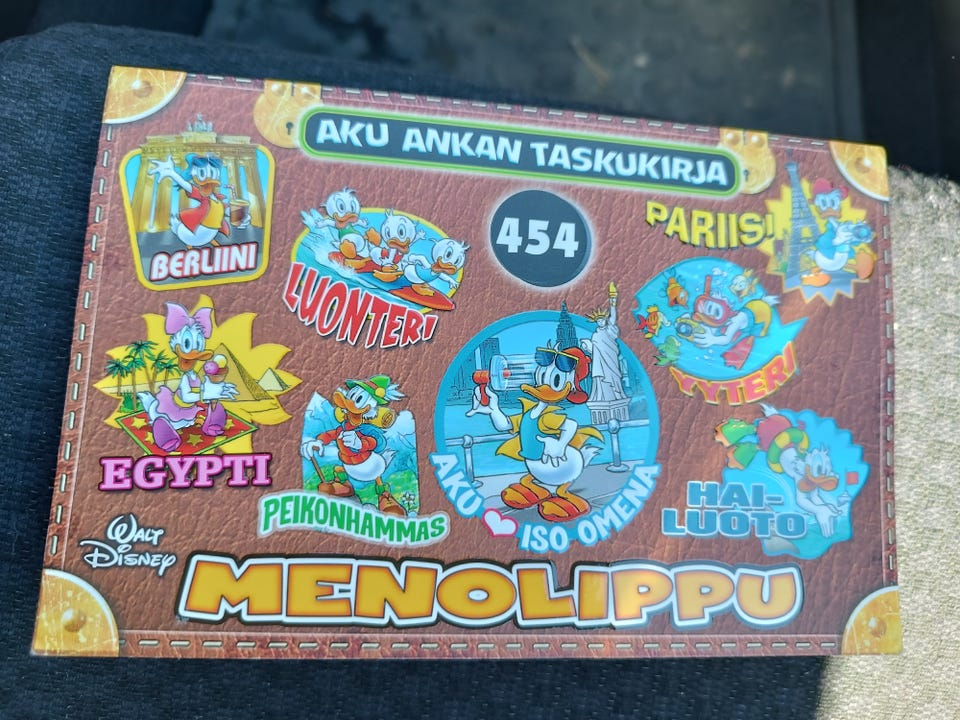 AKU ANKAN TASKUKIRJA
454
BERLIINI
LUONTERI
PARIISI
YYTERI
EGYPTI
PEIKONHAMMAS
AKU ISO OMENA
HAI-
LUOTO
WALT
DISNEY
MENOLIPPU